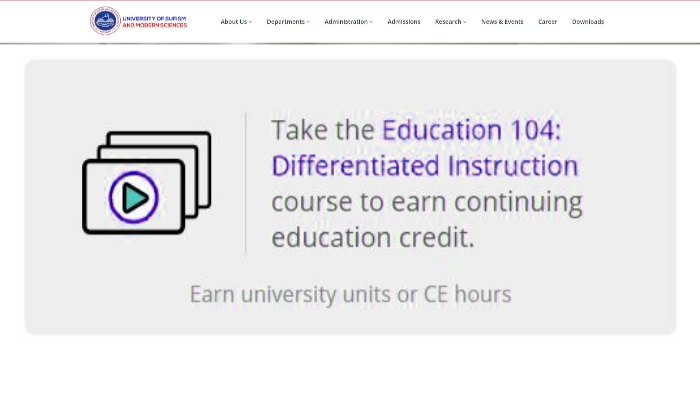 UNIVERSITY OF SUFISM
AND MODERN SCIENCES
About Us
Departments
Administration
Admissions
Research
News & Events
Career
Downloads
Take the Education 104:
Differentiated Instruction
course to earn continuing
education credit.
Earn university units or CE hours